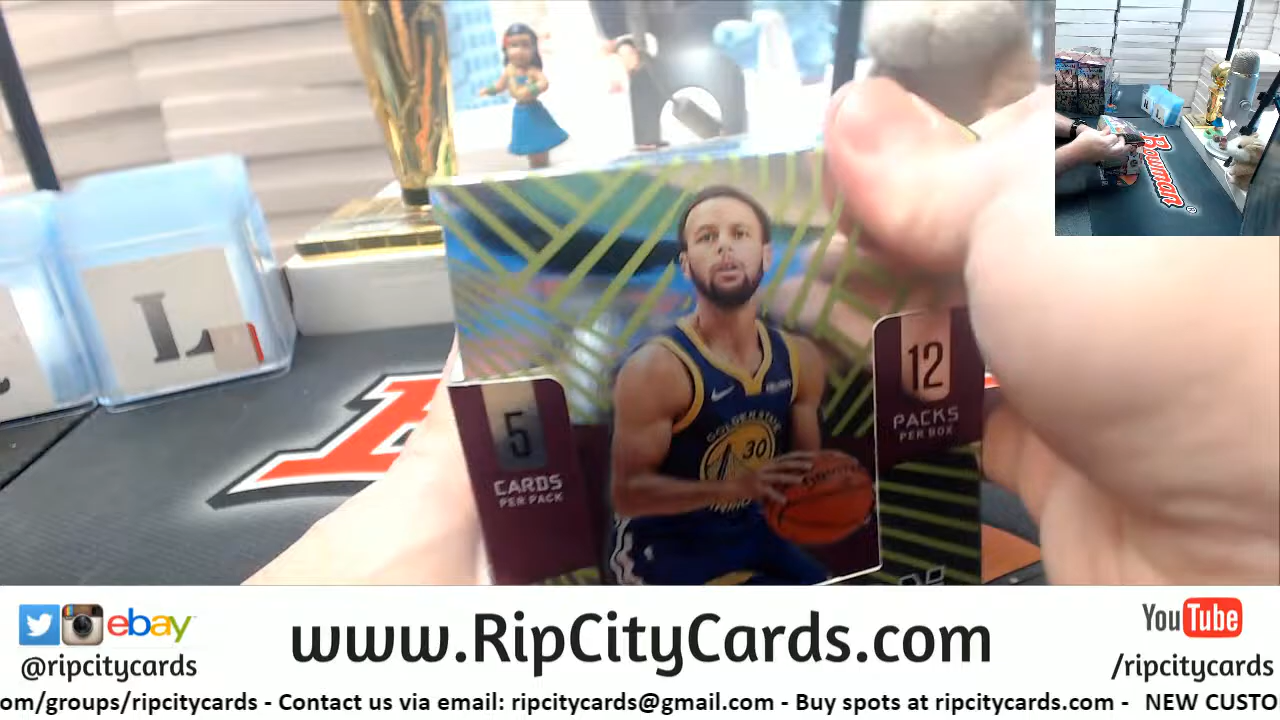 L
5
CARDS
PER PACK
12
PACKS
PER BOX
GOLDEN STATE
30
Bowman
ebay
@ripcitycards
www.RipCityCards.com
YouTube
/ripcitycards
om/groups/ripcitycards - Contact us via email: ripcitycards@gmail.com - Buy spots at ripcitycards.com - NEW CUSTO